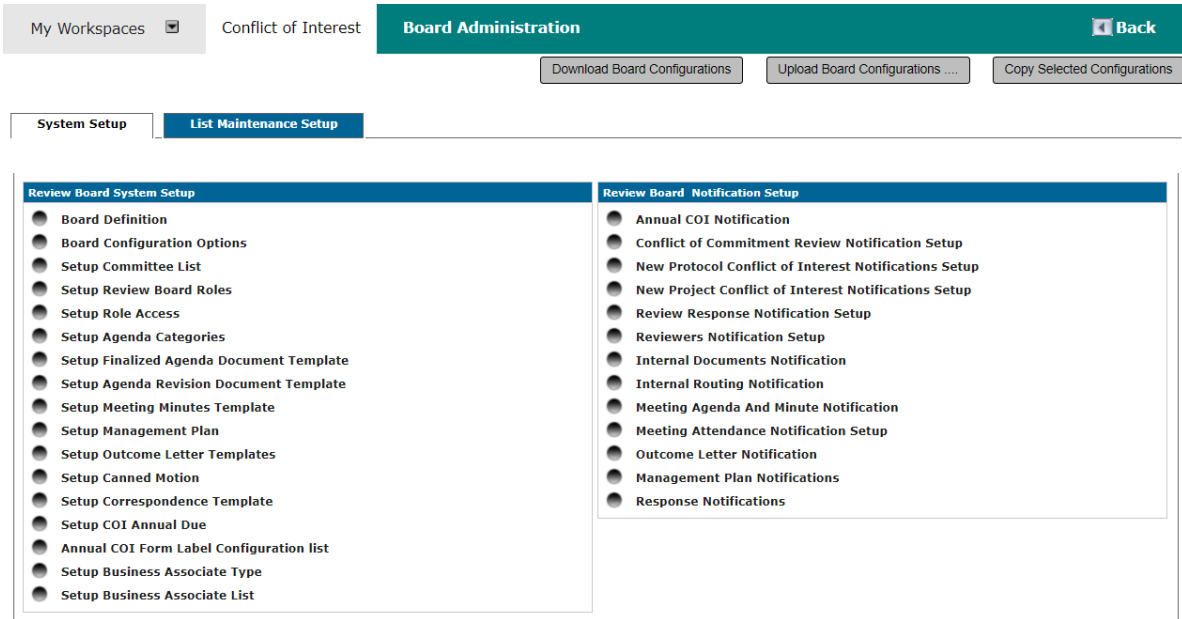 My Workspaces Conflict of Interest Board Administration Back
Download Board Configurations Upload Board Configurations .... Copy Selected Configurations
System Setup List Maintenance Setup
Review Board System Setup
Board Definition
Board Configuration Options
Setup Committee List
Setup Review Board Roles
Setup Role Access
Setup Agenda Categories
Setup Finalized Agenda Document Template
Setup Agenda Revision Document Template
Setup Meeting Minutes Template
Setup Management Plan
Setup Outcome Letter Templates
Setup Canned Motion
Setup Correspondence Template
Setup COI Annual Due
Annual COI Form Label Configuration list
Setup Business Associate Type
Setup Business Associate List
Review Board Notification Setup
Annual COI Notification
Conflict of Commitment Review Notification Setup
New Protocol Conflict of Interest Notifications Setup
New Project Conflict of Interest Notifications Setup
Review Response Notification Setup
Reviewers Notification Setup
Internal Documents Notification
Internal Routing Notification
Meeting Agenda And Minute Notification
Meeting Attendance Notification Setup
Outcome Letter Notification
Management Plan Notifications
Response Notifications